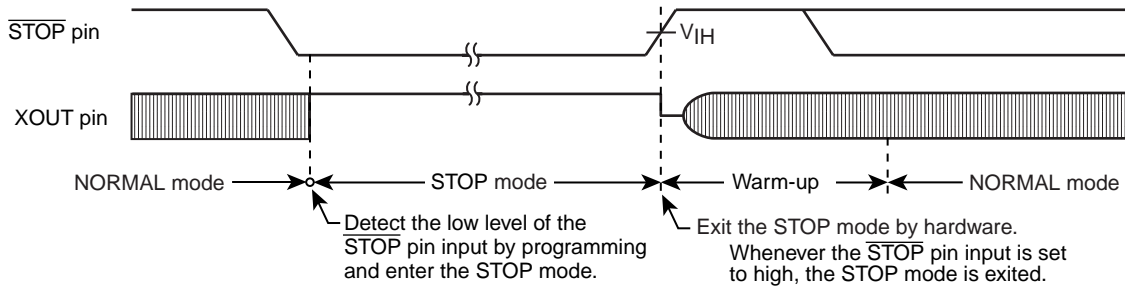 STOP pin
VIH
XOUT pin
NORMAL mode
STOP mode
Warm-up
NORMAL mode
Detect the low level of the
STOP pin input by programming
and enter the STOP mode.
Exit the STOP mode by hardware.
Whenever the STOP pin input is set
to high, the STOP mode is exited.